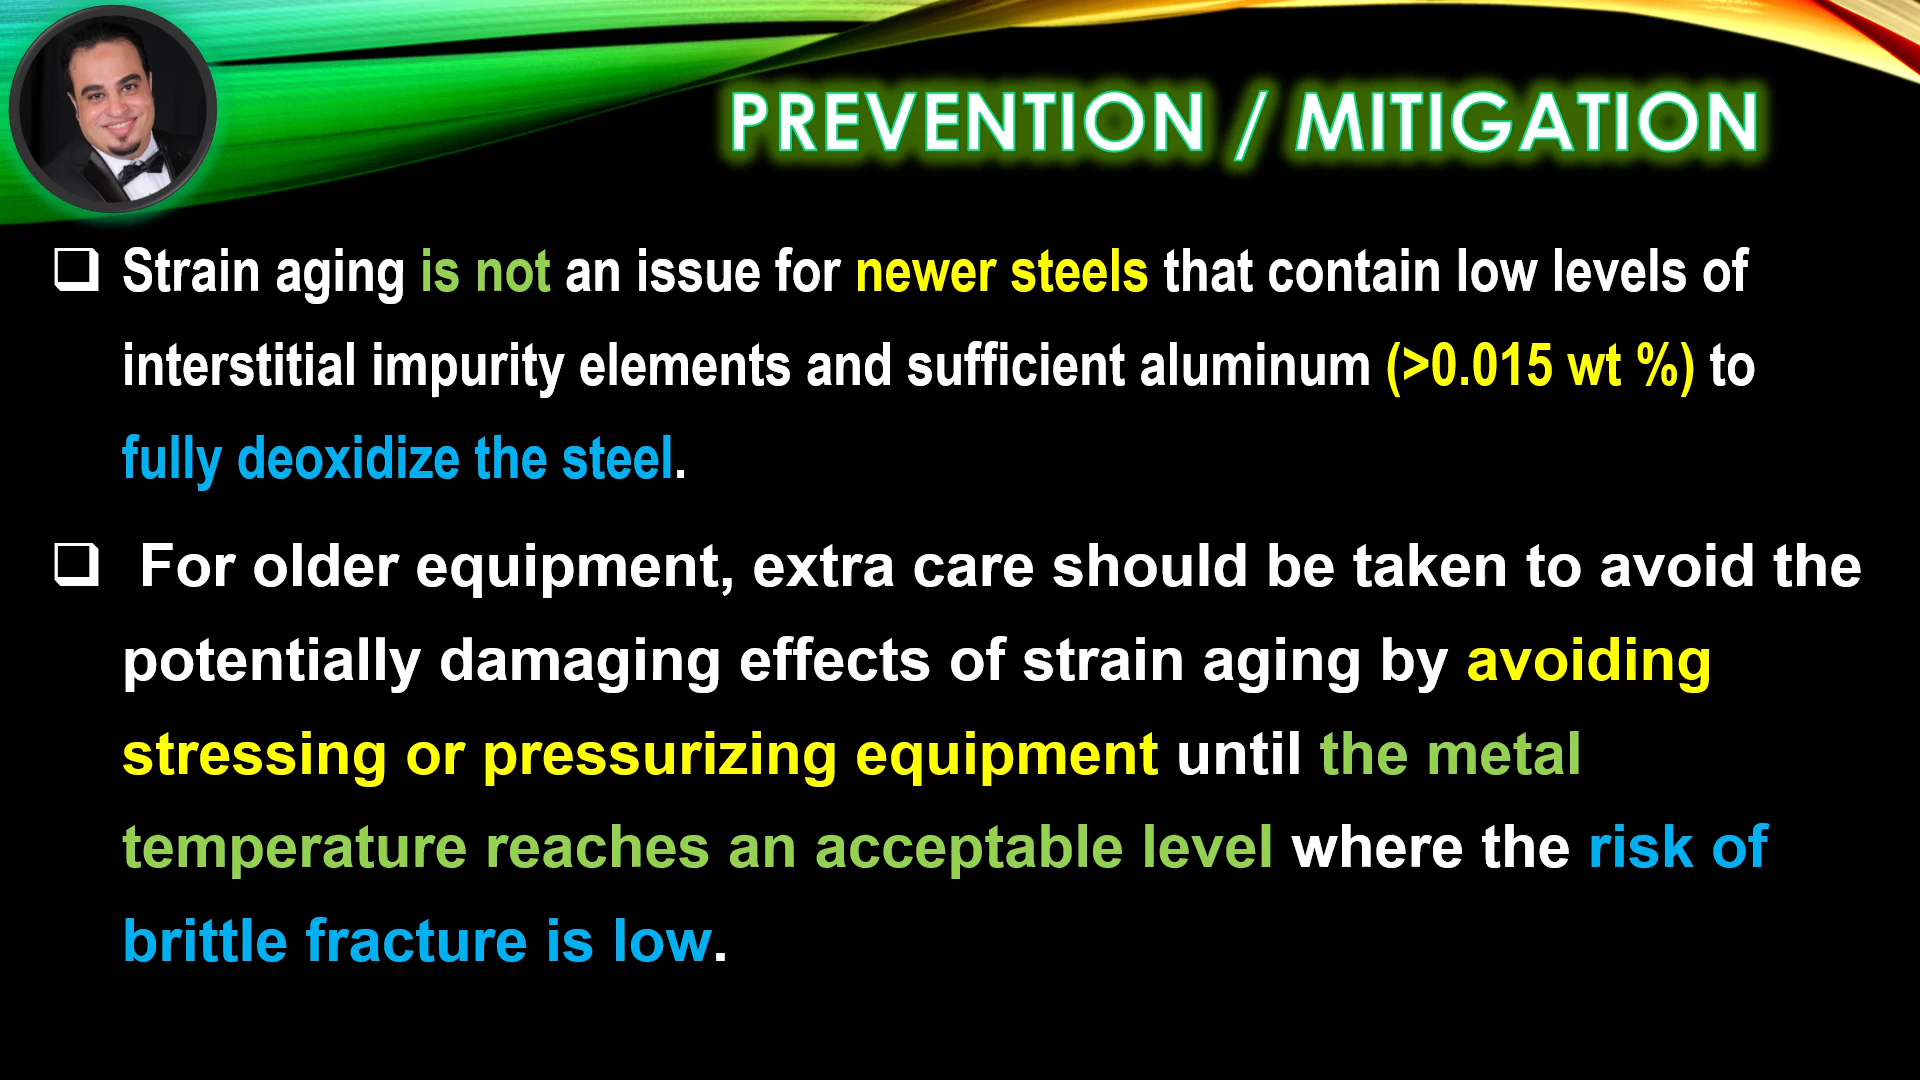 PREVENTION / MITIGATION
❑ Strain aging is not an issue for newer steels that contain low levels of
interstitial impurity elements and sufficient aluminum (>0.015 wt %) to
fully deoxidize the steel.
❑ For older equipment, extra care should be taken to avoid the
potentially damaging effects of strain aging by avoiding
stressing or pressurizing equipment until the metal
temperature reaches an acceptable level where the risk of
brittle fracture is low.